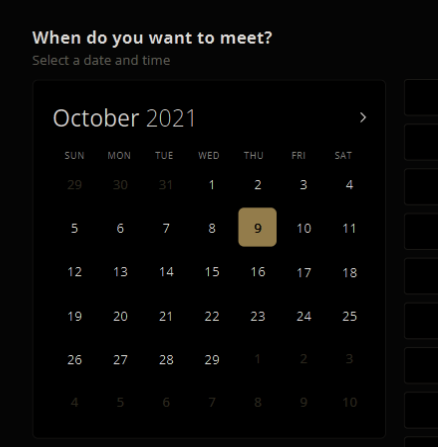 When do you want to meet?
Select a date and time
October 2021
SUN MON TUE WED THU FRI SAT
29 30 31 1 2 3 4
5 6 7 8 9 10 11
12 13 14 15 16 17 18
19 20 21 22 23 24 25
26 27 28 29 1 2 3
4 5 6 7 8 9 10